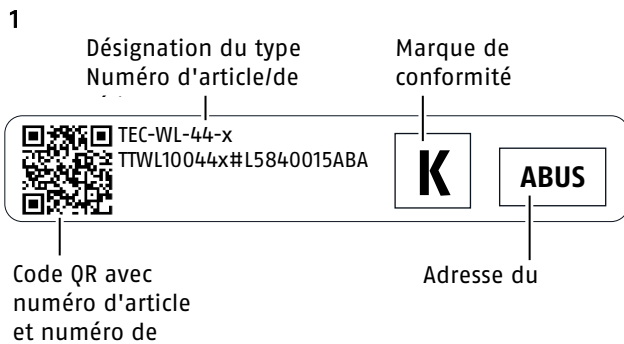 1
Désignation du type
Numéro d'article/de
Marque de
conformité
TEC-WL-44-x
TTWL10044x#L5840015ABA
K
ABUS
Code QR avec
numéro d'article
et numéro de
Adresse du